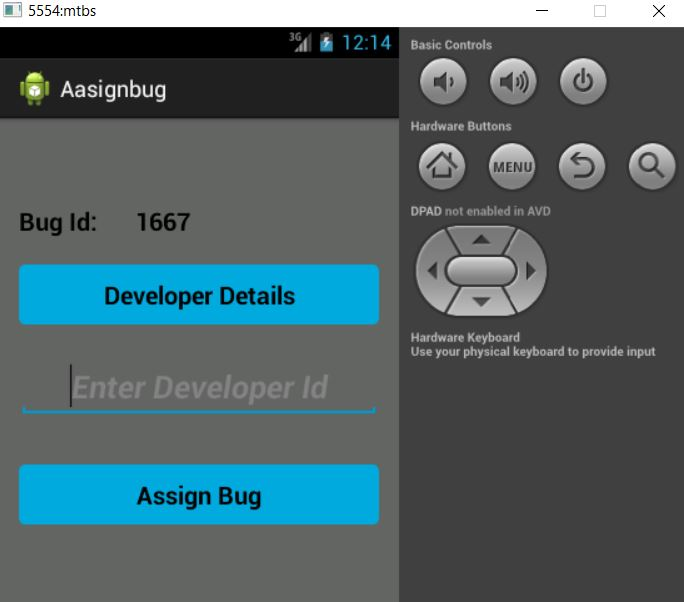 5554:mtbs
3G 12:14
Aasignbug
Bug Id: 1667
Developer Details
Enter Developer Id
Assign Bug
Basic Controls
Hardware Buttons
MENU
DPAD not enabled in AVD
Hardware Keyboard
Use your physical keyboard to provide input